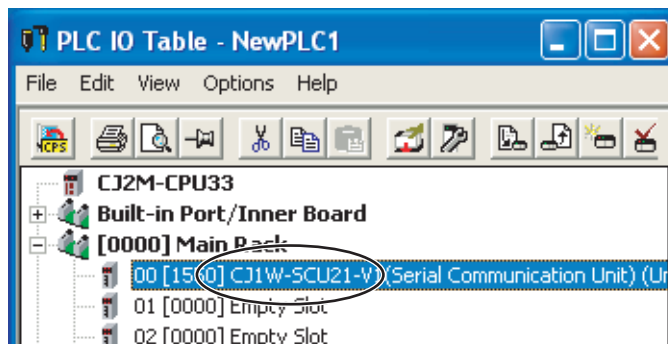 PLC IO Table - NewPLC1
File Edit View Options Help
CPS
CJ2M-CPU33
Built-in Port/Inner Board
[0000] Main Rack
00 [1500] CJ1W-SCU21-V1(Serial Communication Unit) (Un
01 [0000] Empty Slot
02 [0000] Empty Slot